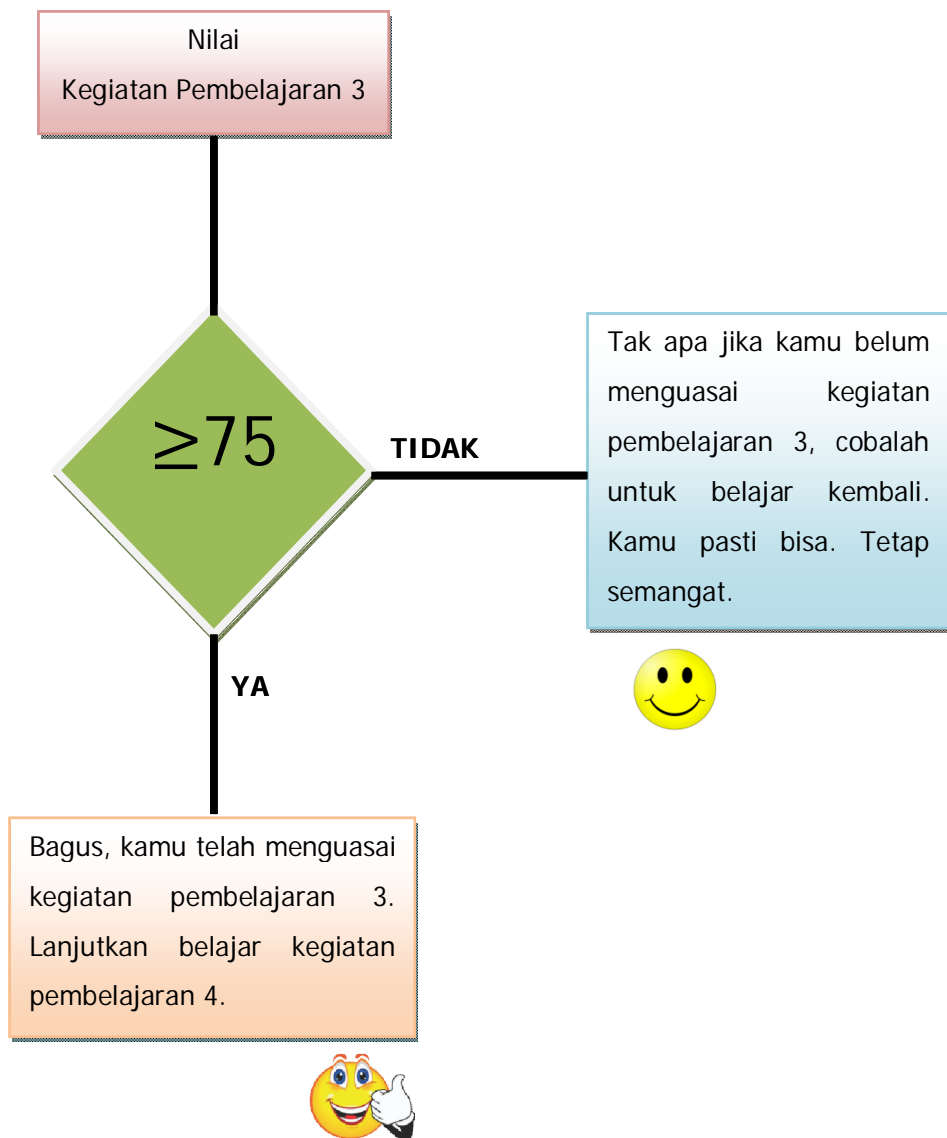 Nilai
Kegiatan Pembelajaran 3
≥75
TIDAK
Tak apa jika kamu belum
menguasai kegiatan
pembelajaran 3, cobalah
untuk belajar kembali.
Kamu pasti bisa. Tetap
semangat.
YA
Bagus, kamu telah menguasai
kegiatan pembelajaran 3.
Lanjutkan belajar kegiatan
pembelajaran 4.